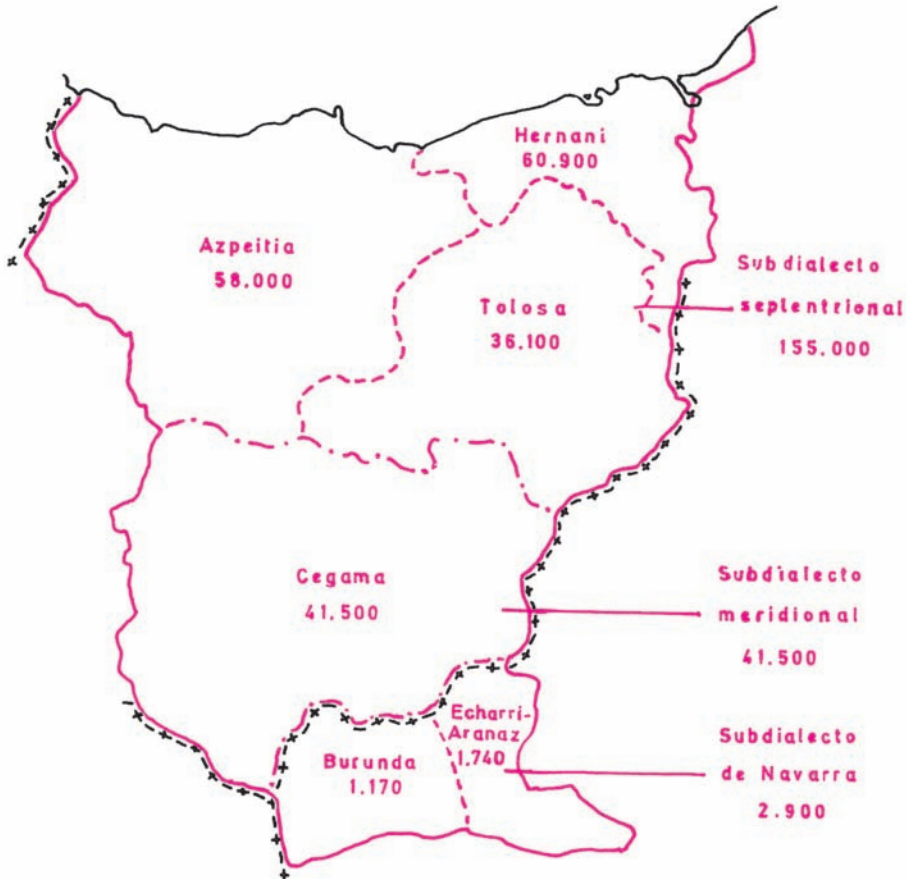 Hernani
60.900
Azpeitia
58.000
Tolosa
36.100
Subdialecto
septentrional
155.000
Cegama
41.500
Subdialecto
meridional
41.500
Echarri-
Aranaz
1.740
Burunda
1.170
Subdialecto
de Navarra
2.900